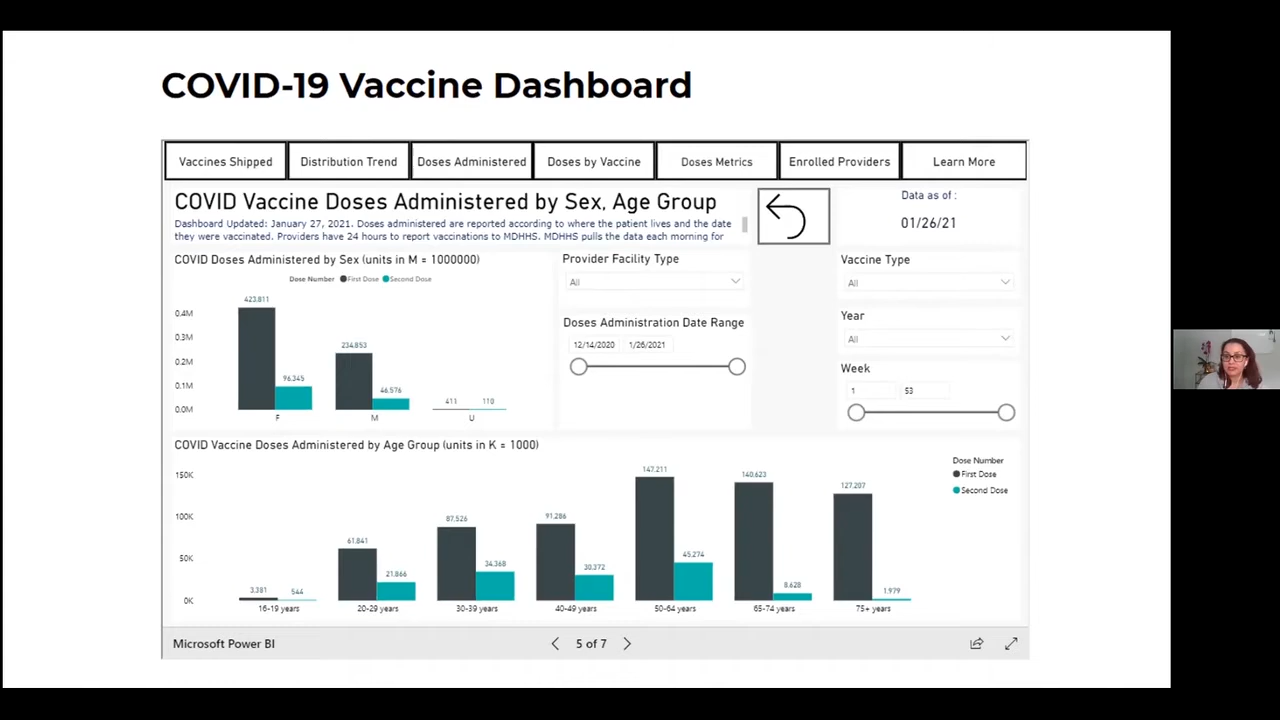 COVID-19 Vaccine Dashboard
Vaccines Shipped
Distribution Trend
Doses Administered
Doses by Vaccine
Doses Metrics
Enrolled Providers
Learn More
COVID Vaccine Doses Administered by Sex, Age Group
Dashboard Updated: January 27, 2021. Doses administered are reported according to where the patient lives and the date
they were vaccinated. Providers have 24 hours to report vaccinations to MDHHS. MDHHS pulls the data each morning for
Data as of :
01/26/21
COVID Doses Administered by Sex (units in M = 1000000)
Dose Number First Dose Second Dose
0.4M
0.3M
0.2M
0.1M
0.0M
423,811
96,345
234,853
46,576
411
110
F
M
U
Provider Facility Type
All
Doses Administration Date Range
12/14/2020
1/26/2021
Vaccine Type
All
Year
All
Week
1
53
COVID Vaccine Doses Administered by Age Group (units in K = 1000)
Dose Number
First Dose
Second Dose
150K
100K
50K
0K
3,381
544
61,841
21,866
87,526
34,368
91,286
30,372
147,211
45,274
140,623
8,628
127,207
1,979
16-19 years
20-29 years
30-39 years
40-49 years
50-64 years
65-74 years
75+ years
Microsoft Power BI
5 of 7